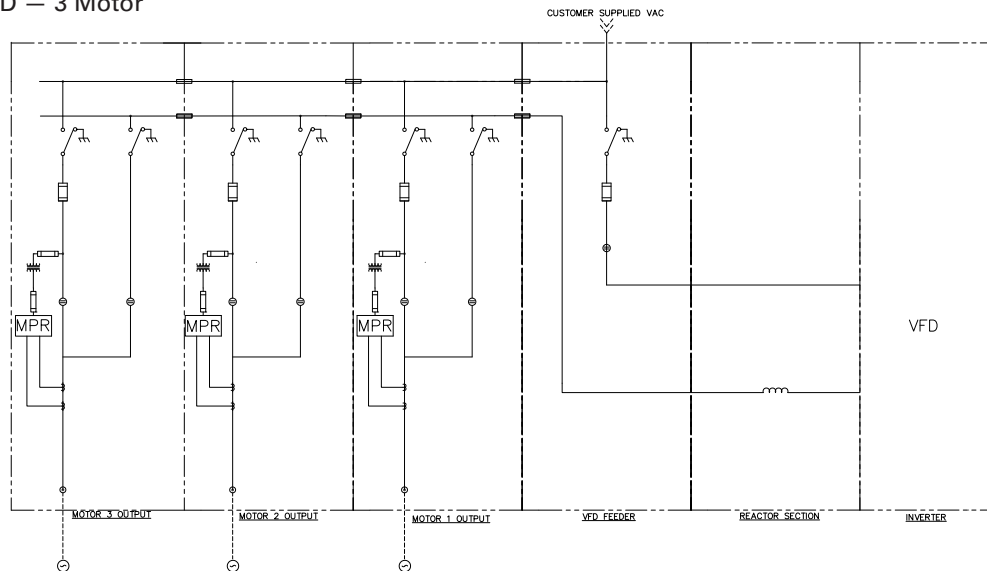 D — 3 Motor
CUSTOMER SUPPLIED VAC
MPR
MPR
MPR
VFD
MOTOR 3 OUTPUT
MOTOR 2 OUTPUT
MOTOR 1 OUTPUT
VFD FEEDER
REACTOR SECTION
INVERTER